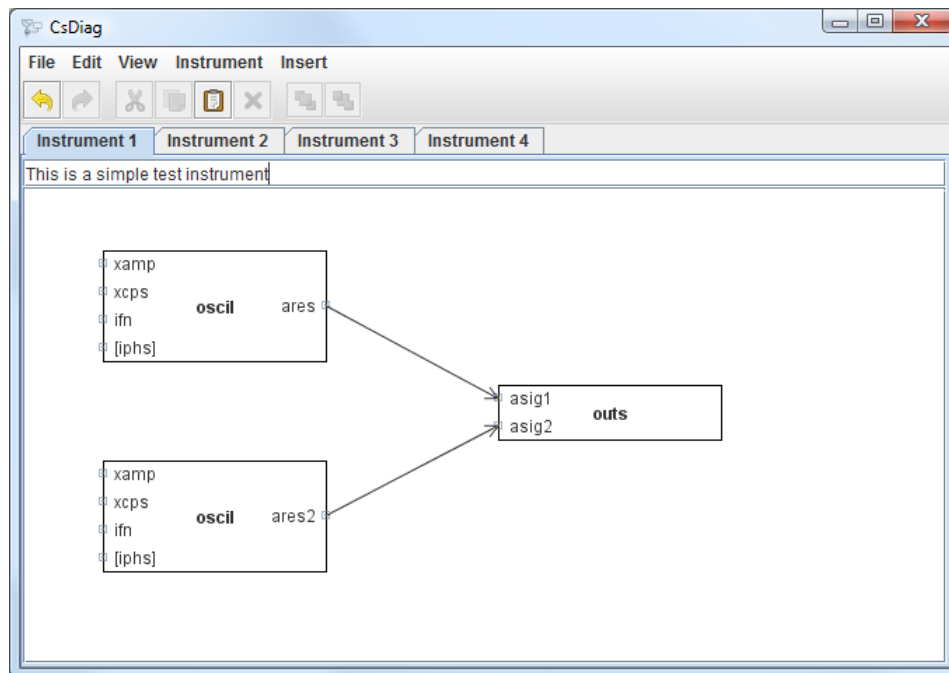 CsDiag
File Edit View Instrument Insert
Instrument 1 Instrument 2 Instrument 3 Instrument 4
This is a simple test instrument
xamp
xcps
ifn
[iphs]
oscil
ares
asig1
asig2
outs
xamp
xcps
ifn
[iphs]
oscil
ares2